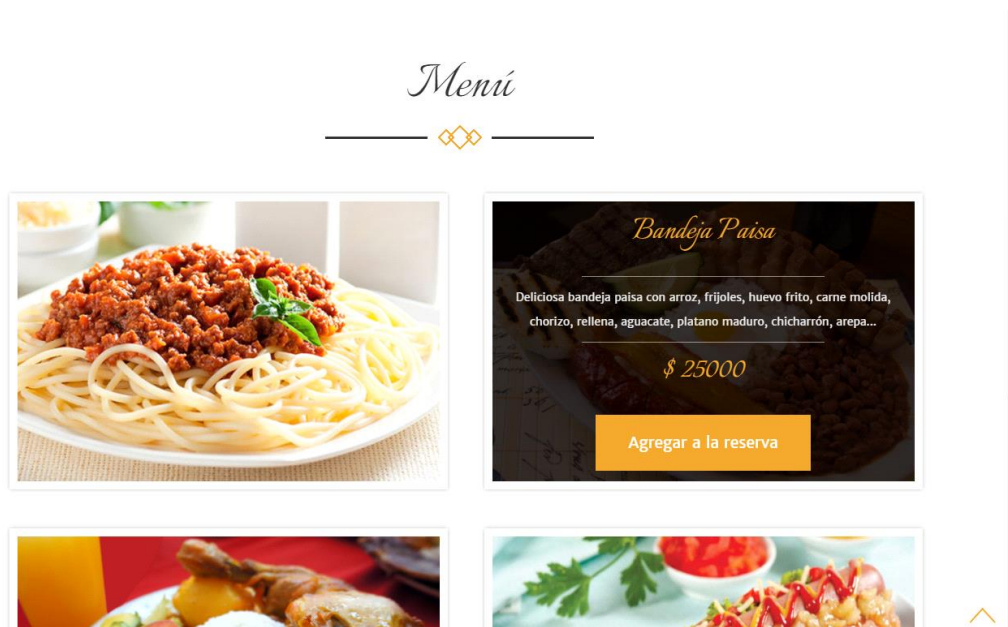 Menú
Bandeja Paisa
Deliciosa bandeja paisa con arroz, frijoles, huevo frito, carne molida,
chorizo, rellena, aguacate, platano maduro, chicharrón, arepa...
$ 25000
Agregar a la reserva